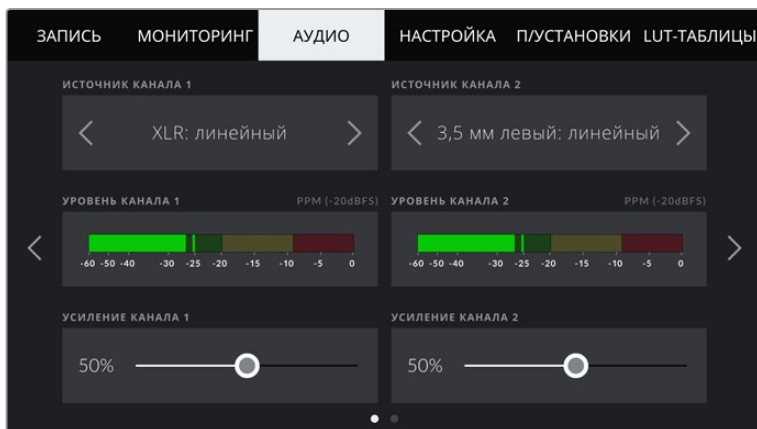 ЗАПИСЬ МОНИТОРИНГ АУДИО НАСТРОЙКА П/УСТАНОВКИ LUT-ТАБЛИЦЫ
ИСТОЧНИК КАНАЛА 1 ИСТОЧНИК КАНАЛА 2
XLR: линейный 3,5 мм левый: линейный
УРОВЕНЬ КАНАЛА 1 PPM (-20dBFS) УРОВЕНЬ КАНАЛА 2 PPM (-20dBFS)
-60 -50 -40 -30 -25 -20 -15 -10 -5 0 -60 -50 -40 -30 -25 -20 -15 -10 -5 0
УСИЛЕНИЕ КАНАЛА 1 УСИЛЕНИЕ КАНАЛА 2
50% 50%